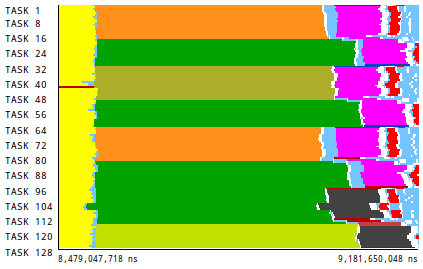 TASK 1
TASK 8
TASK 16
TASK 24
TASK 32
TASK 40
TASK 48
TASK 56
TASK 64
TASK 72
TASK 80
TASK 88
TASK 96
TASK 104
TASK 112
TASK 120
TASK 128
8,479,047,718 ns 9,181,650,048 ns